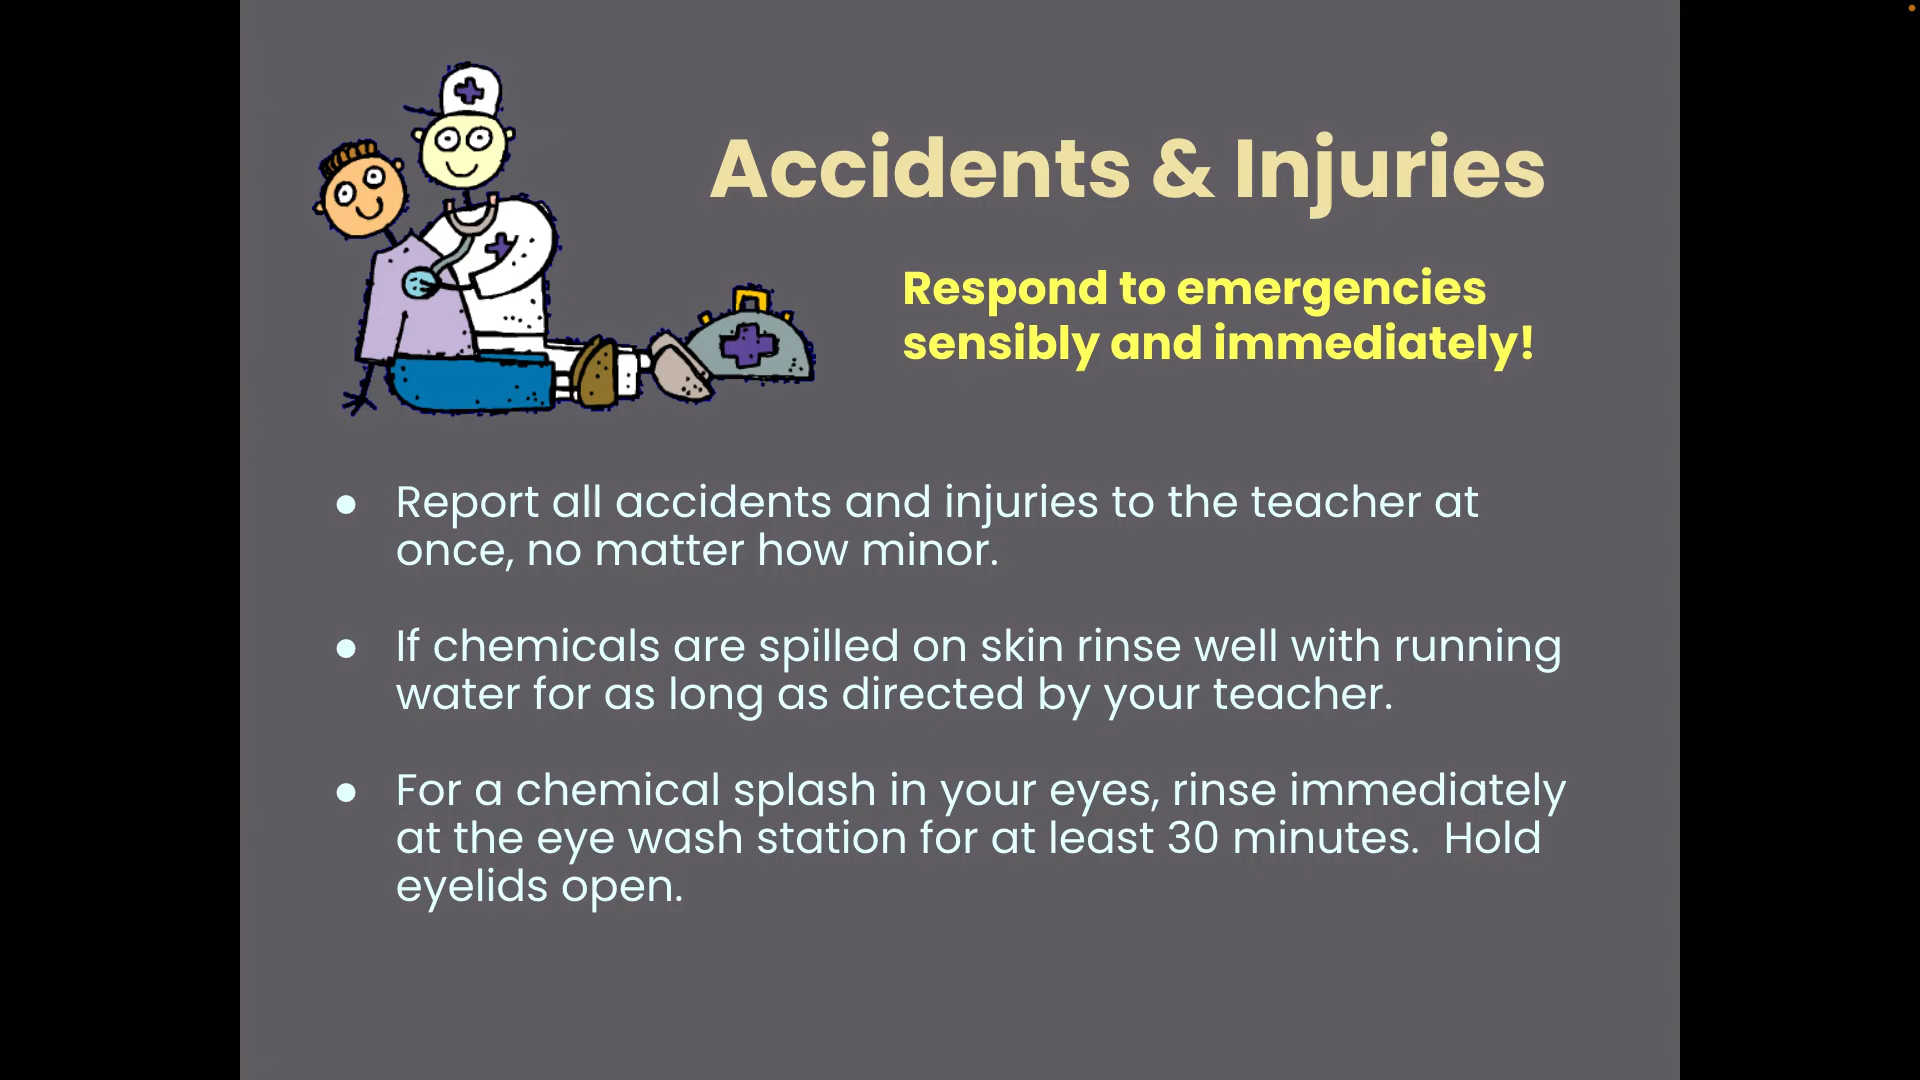 Accidents & Injuries
Respond to emergencies
sensibly and immediately!
● Report all accidents and injuries to the teacher at
once, no matter how minor.
● If chemicals are spilled on skin rinse well with running
water for as long as directed by your teacher.
● For a chemical splash in your eyes, rinse immediately
at the eye wash station for at least 30 minutes.  Hold
eyelids open.